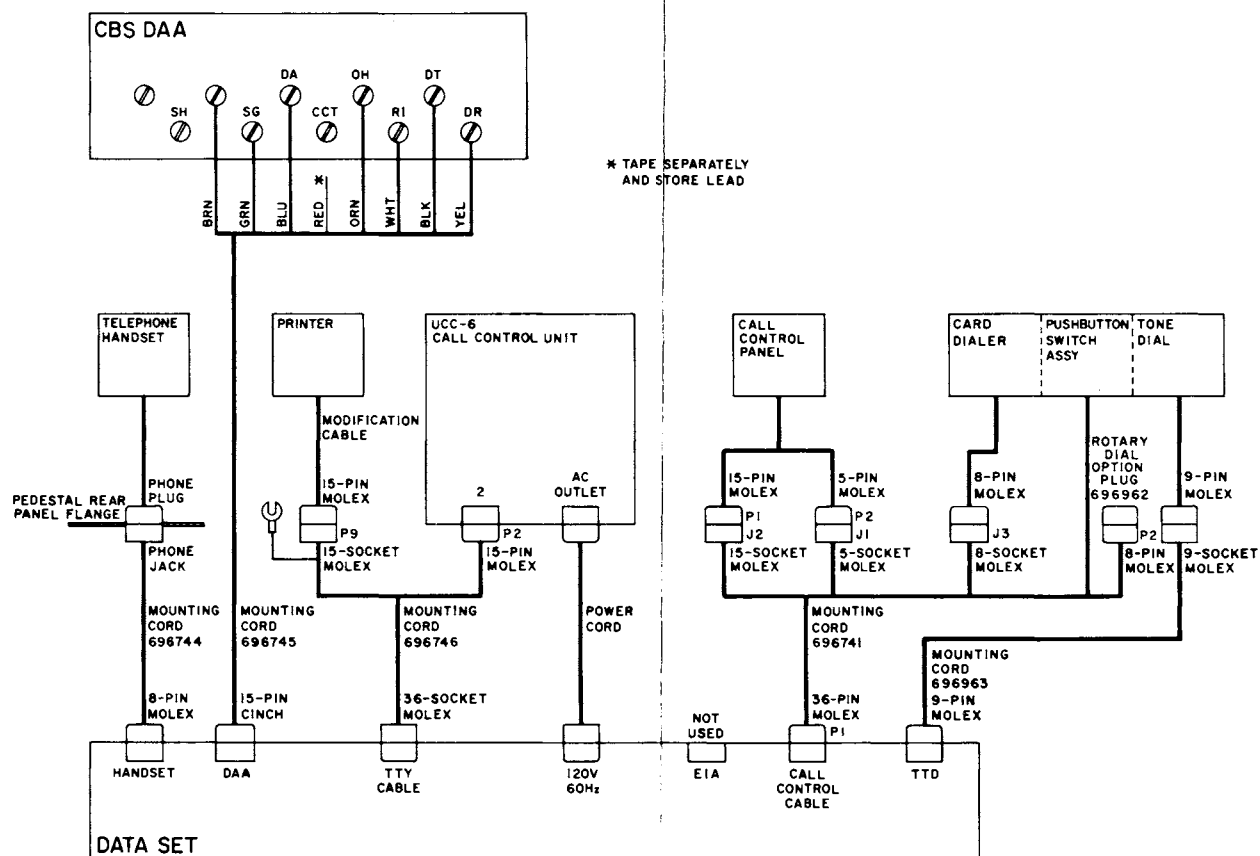 CBS DAA
DA
OH
DT
SH
SG
CCT
RI
DR
* TAPE SEPARATELY
AND STORE LEAD
*
BRN
GRN
BLU
RED
ORN
WHT
BLK
YEL
TELEPHONE
HANDSET
PRINTER
UCC-6
CALL CONTROL UNIT
CALL
CONTROL
PANEL
CARD
DIALER
PUSHBUTTON
SWITCH
ASSY
TONE
DIAL
MODIFICATION
CABLE
PHONE
PLUG
PEDESTAL REAR
PANEL FLANGE
PHONE
JACK
15-PIN
MOLEX
P9
15-SOCKET
MOLEX
2
P2
15-PIN
MOLEX
AC
OUTLET
15-PIN
MOLEX
P1
J2
15-SOCKET
MOLEX
5-PIN
MOLEX
P2
J1
5-SOCKET
MOLEX
8-PIN
MOLEX
J3
8-SOCKET
MOLEX
ROTARY
DIAL
OPTION
PLUG
696962
P2
8-PIN
MOLEX
9-PIN
MOLEX
9-SOCKET
MOLEX
MOUNTING
CORD
696744
MOUNTING
CORD
696745
MOUNTING
CORD
696746
POWER
CORD
MOUNTING
CORD
696741
MOUNTING
CORD
696963
8-PIN
MOLEX
15-PIN
CINCH
36-SOCKET
MOLEX
NOT
USED
36-PIN
MOLEX
P1
9-PIN
MOLEX
HANDSET
DAA
TTY
CABLE
120V
60Hz
EIA
CALL
CONTROL
CABLE
TTD
DATA SET